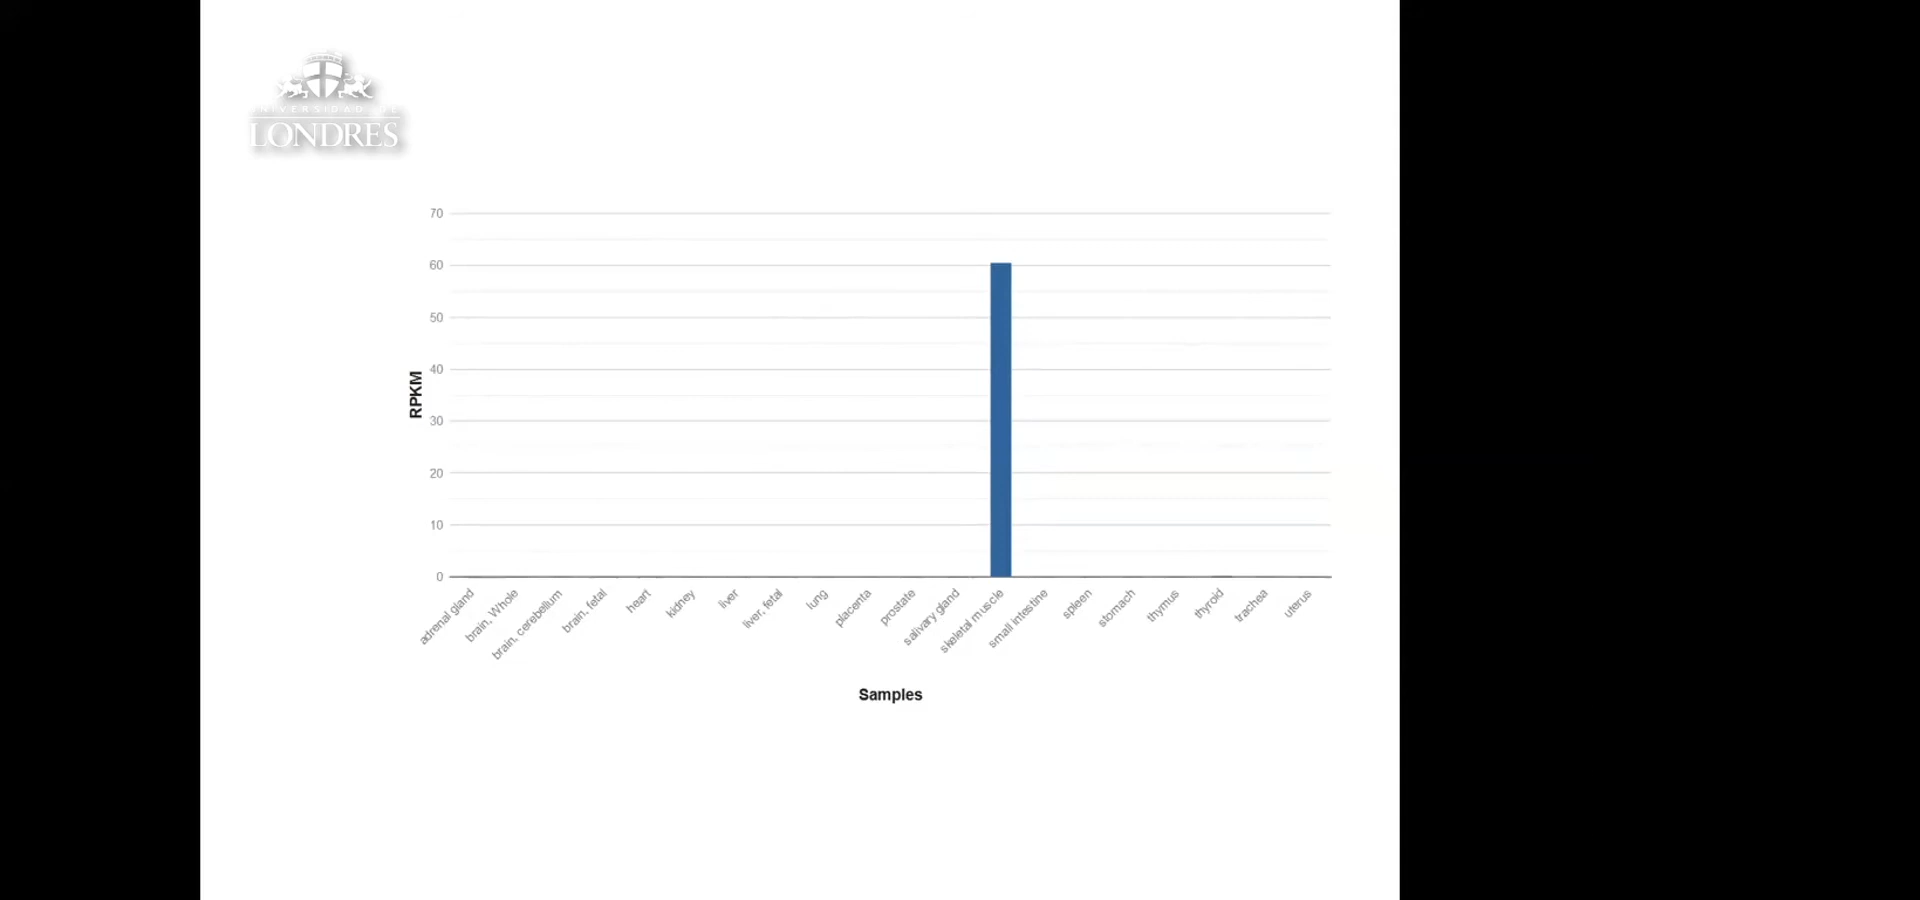 UNIVERSIDAD DE
LONDRES
70
60
50
40
30
20
10
0
RPKM
adrenal gland
brain, Whole
brain, cerebellum
brain, fetal
heart
kidney
liver
liver, fetal
lung
placenta
prostate
salivary gland
skeletal muscle
small intestine
spleen
stomach
thymus
thyroid
trachea
uterus
Samples